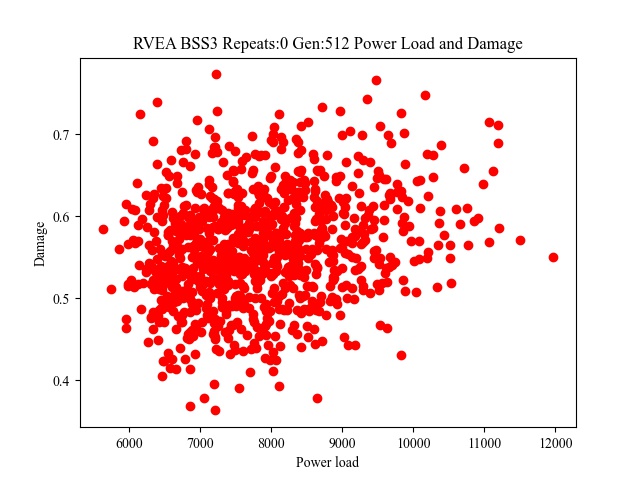 RVEA BSS3 Repeats:0 Gen:512 Power Load and Damage
Damage
0.7
0.6
0.5
0.4
6000 7000 8000 9000 10000 11000 12000
Power load